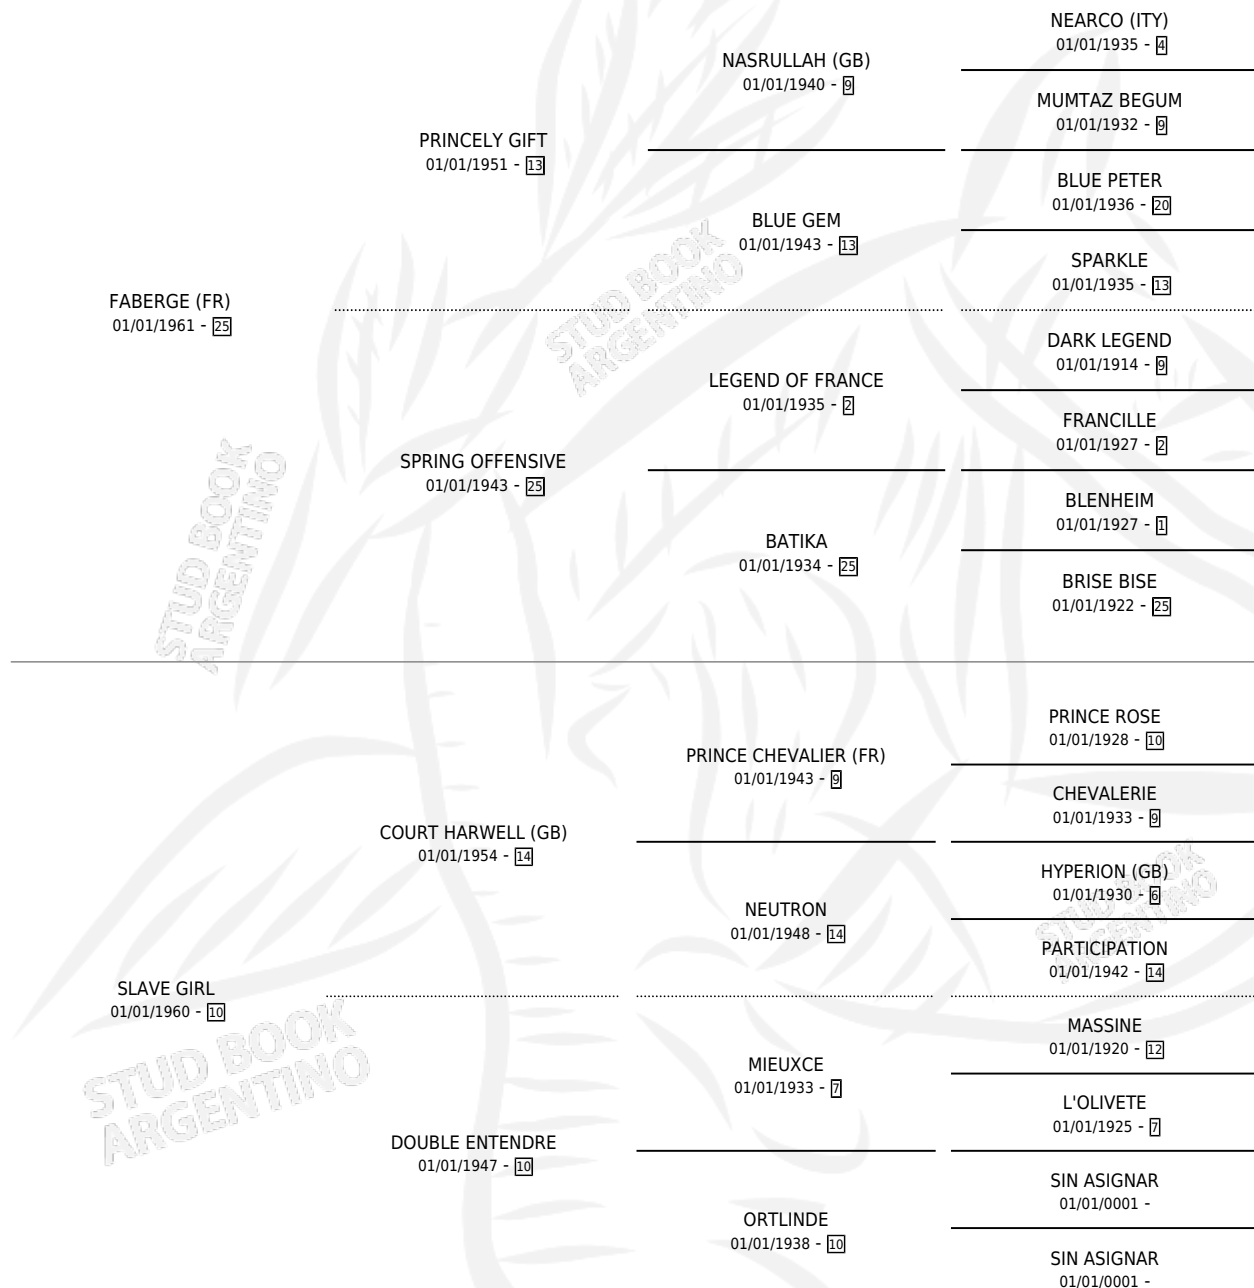 NEARCO (ITY)
01/01/1935 - 4
NASRULLAH (GB)
01/01/1940 - 9
MUMTAZ BEGUM
01/01/1932 - 9
PRINCELY GIFT
01/01/1951 - 13
BLUE PETER
01/01/1936 - 20
BLUE GEM
01/01/1943 - 13
SPARKLE
01/01/1935 - 13
FABERGE (FR)
01/01/1961 - 25
DARK LEGEND
01/01/1914 - 9
LEGEND OF FRANCE
01/01/1935 - 2
FRANCILLE
01/01/1927 - 2
SPRING OFFENSIVE
01/01/1943 - 25
BLENHEIM
01/01/1927 - 1
BATIKA
01/01/1934 - 25
BRISE BISE
01/01/1922 - 25
PRINCE ROSE
01/01/1928 - 10
PRINCE CHEVALIER (FR)
01/01/1943 - 9
CHEVALERIE
01/01/1933 - 9
COURT HARWELL (GB)
01/01/1954 - 14
HYPERION (GB)
01/01/1930 - 6
NEUTRON
01/01/1948 - 14
PARTICIPATION
01/01/1942 - 14
SLAVE GIRL
01/01/1960 - 10
MASSINE
01/01/1920 - 12
MIEUXCE
01/01/1933 - 7
L'OLIVETE
01/01/1925 - 7
DOUBLE ENTENDRE
01/01/1947 - 10
SIN ASIGNAR
01/01/0001 -
ORTLINDE
01/01/1938 - 10
SIN ASIGNAR
01/01/0001 -
STUD BOOK
ARGENTINO
STUD BOOK
ARGENTINO
STUD BOOK
ARGENTINO
STUD BOOK
ARGENTINO